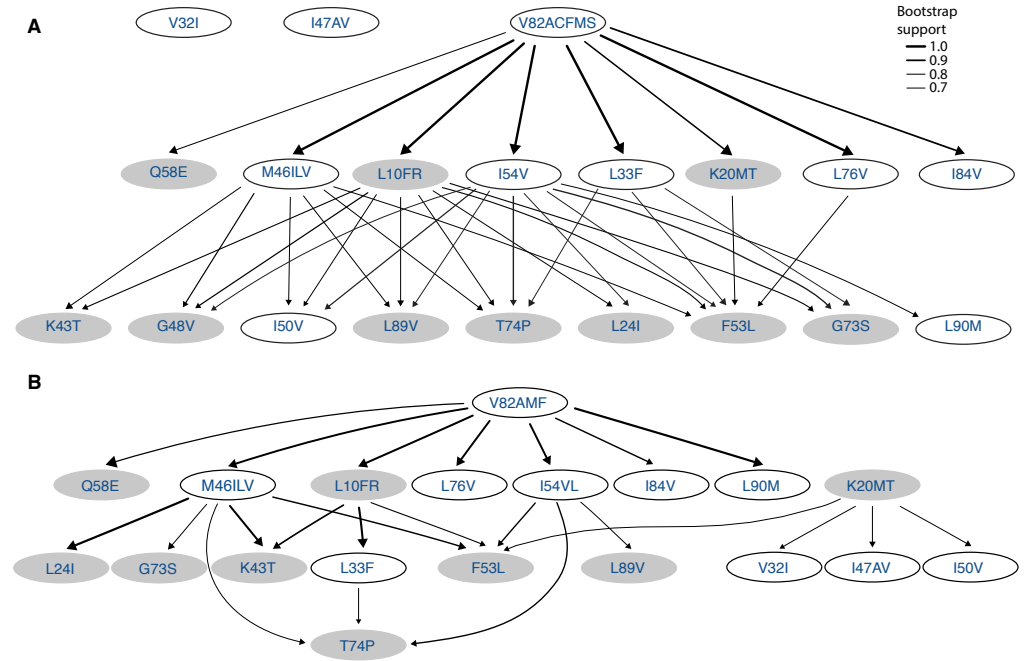 A
V32I
I47AV
V82ACFMS
Bootstrap
support
1.0
0.9
0.8
0.7
Q58E
M46ILV
L10FR
I54V
L33F
K20MT
L76V
I84V
K43T
G48V
I50V
L89V
T74P
L24I
F53L
G73S
L90M
B
V82AMF
Q58E
M46ILV
L10FR
L76V
I54VL
I84V
L90M
K20MT
L24I
G73S
K43T
L33F
F53L
L89V
V32I
I47AV
I50V
T74P